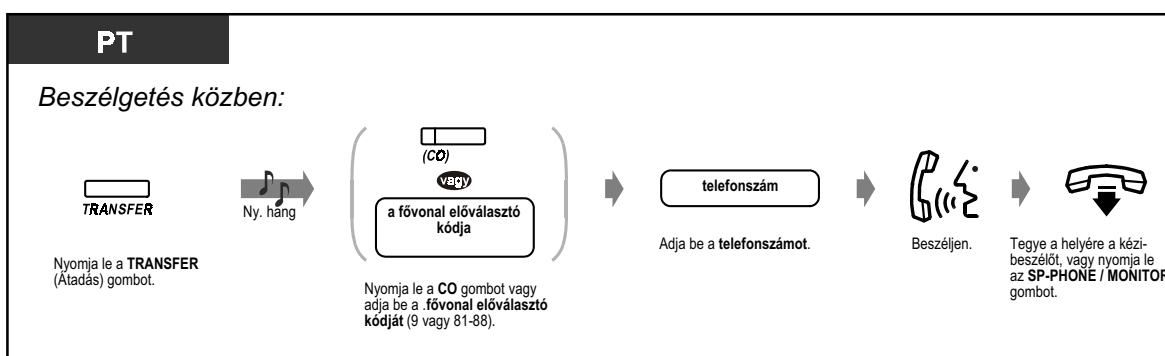 PT
Beszélgetés közben:
TRANSFER
Nyomja le a TRANSFER
(Átadás) gombot.
Ny. hang
(CO)
vagy
a fővonal előválasztó
kódja
Nyomja le a CO gombot vagy
adja be a .fővonal előválasztó
kódját (9 vagy 81-88).
telefonszám
Adja be a telefonszámot.
Beszéljen.
Tegye a helyére a kézi-
beszélőt, vagy nyomja le
az SP-PHONE / MONITOR
gombot.